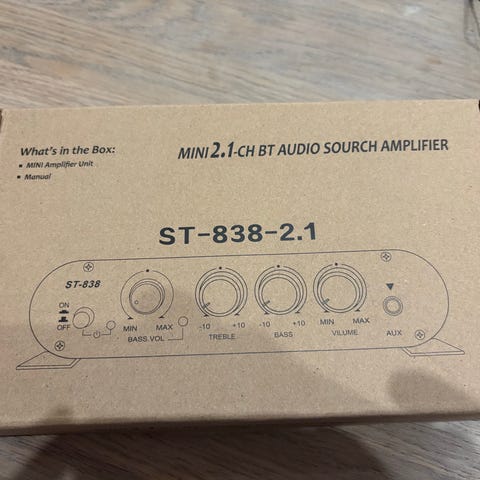 What's in the Box:
• MINI Amplifier Unit
• Manual
MINI 2.1-CH BT AUDIO SOURCH AMPLIFIER
ST-838-2.1
ST-838
ON
OFF
MIN MAX
BASS.VOL
-10 +10
TREBLE
-10 +10
BASS
MIN MAX
VILUME
AUX